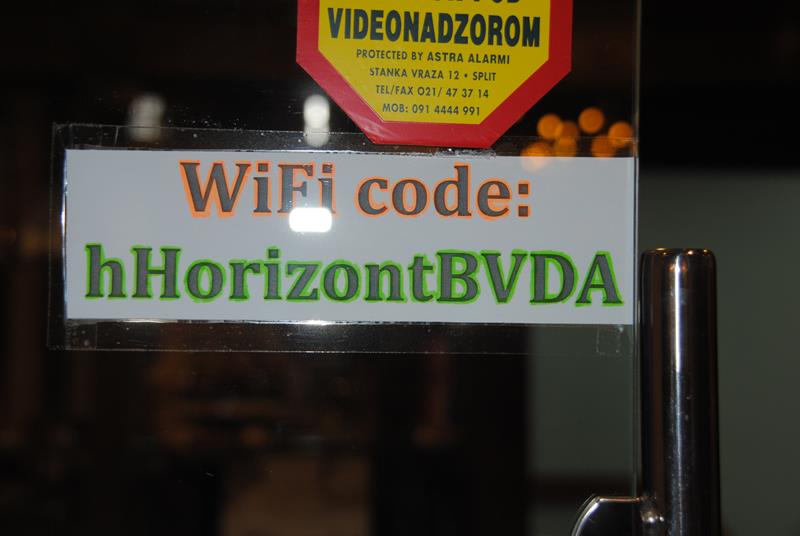 VIDEONADZOROM
PROTECTED BY ASTRA ALARMI
STANKA VRAZA 12 • SPLIT
TEL/FAX 021/ 47 37 14
MOB: 091 4444 991
WiFi code:
hHorizontBVDA